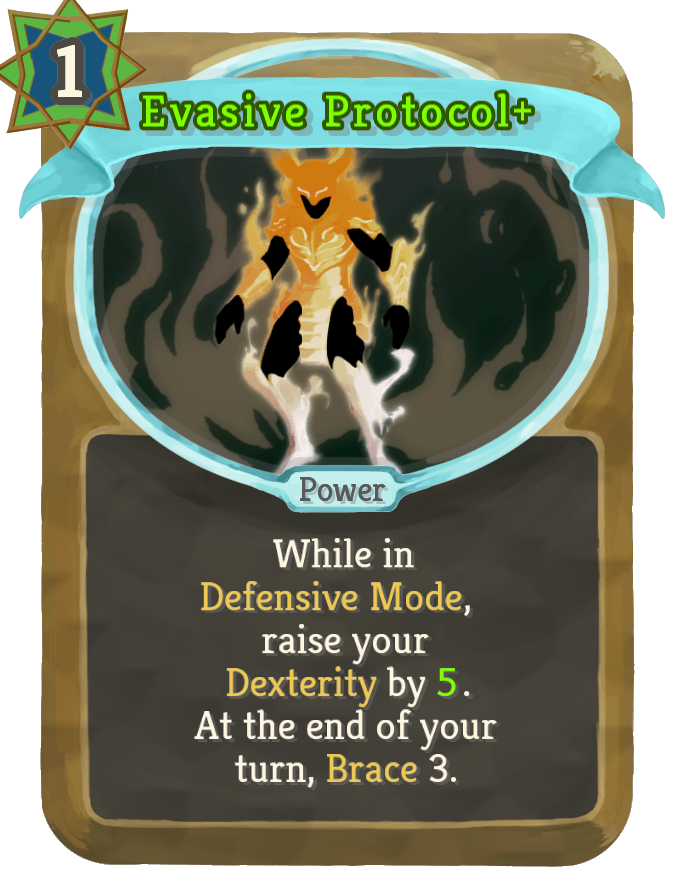 1
Evasive Protocol+
Power
While in
Defensive Mode,
raise your
Dexterity by 5.
At the end of your
turn, Brace 3.